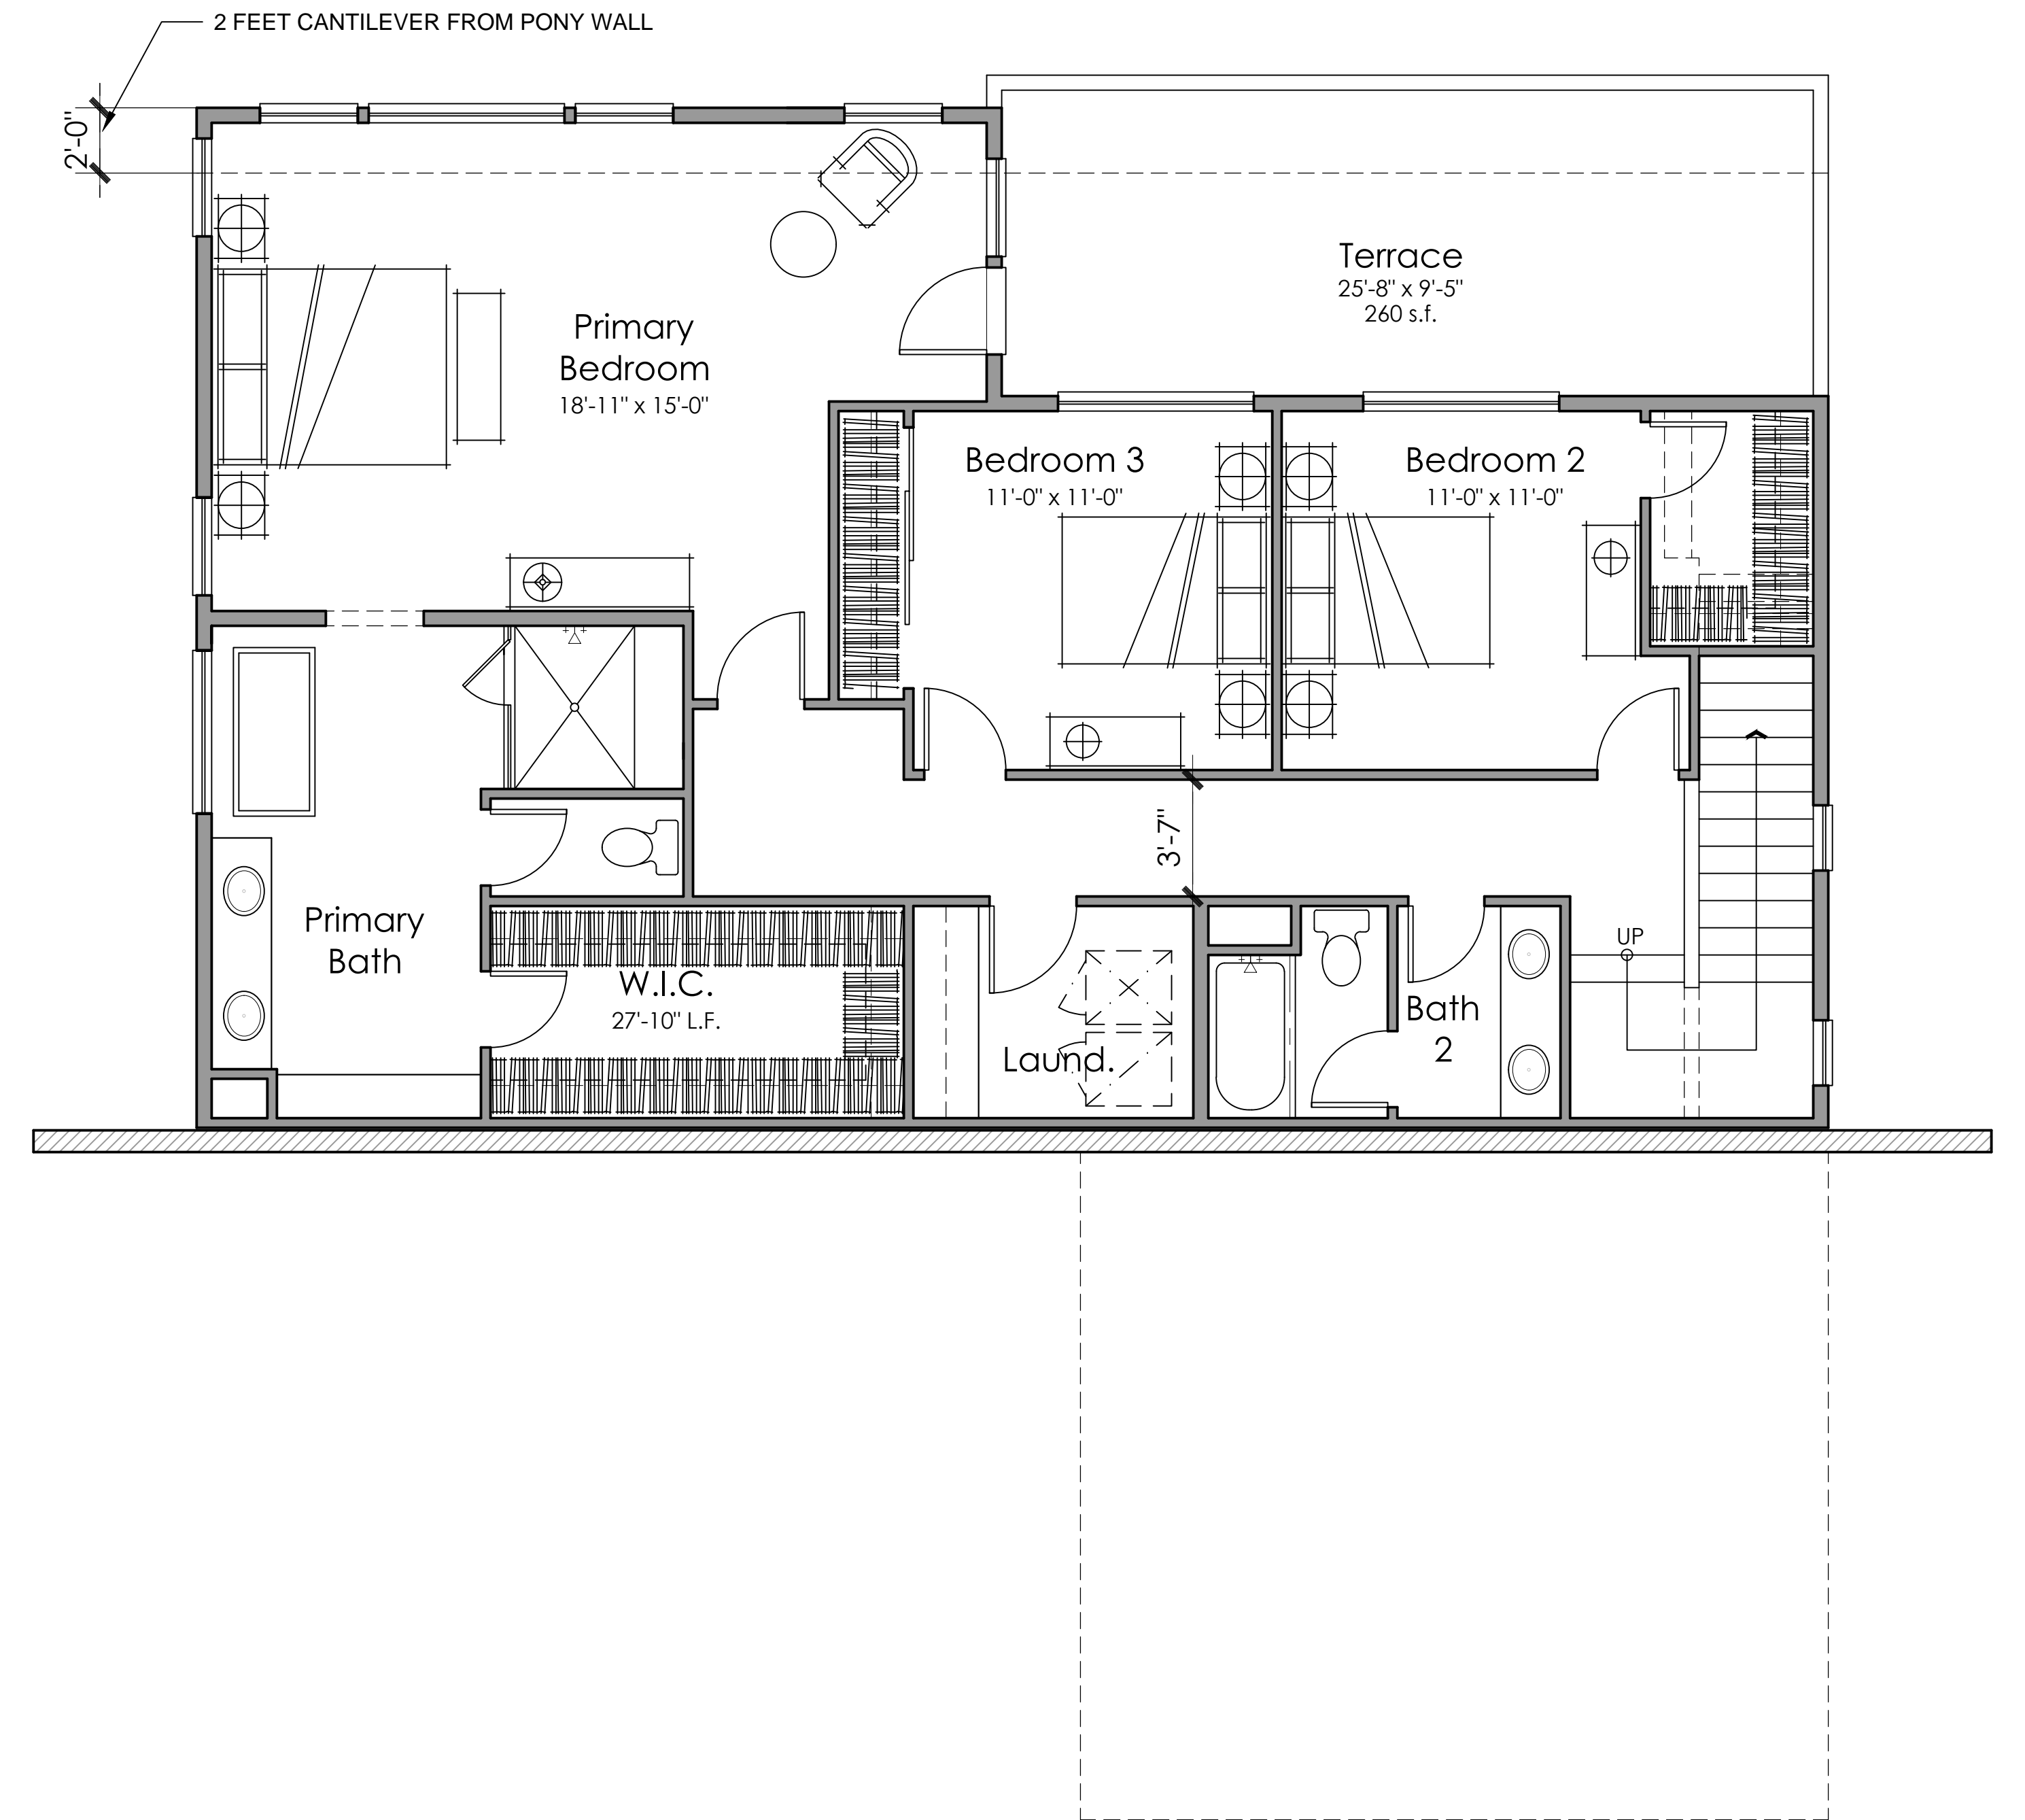 2 FEET CANTILEVER FROM PONY WALL
2'-0"
Terrace
25'-8" x 9'-5"
260 s.f.
Primary
Bedroom
18'-11" x 15'-0"
Bedroom 3
11'-0" x 11'-0"
Bedroom 2
11'-0" x 11'-0"
3'-7"
Primary
Bath
W.I.C.
27'-10" L.F.
Laund.
Bath
2
UP